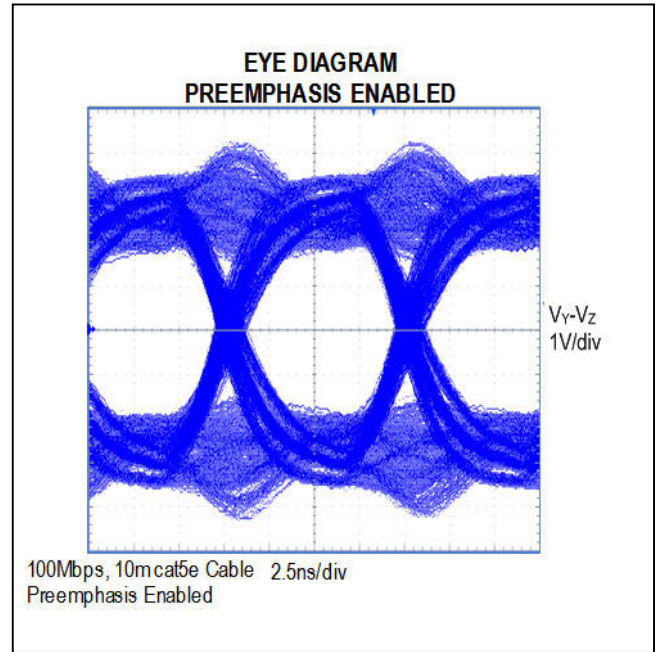 EYE DIAGRAM
PREEMPHASIS ENABLED
VY-VZ
1V/div
100Mbps, 10m cat5e Cable 2.5ns/div
Preemphasis Enabled